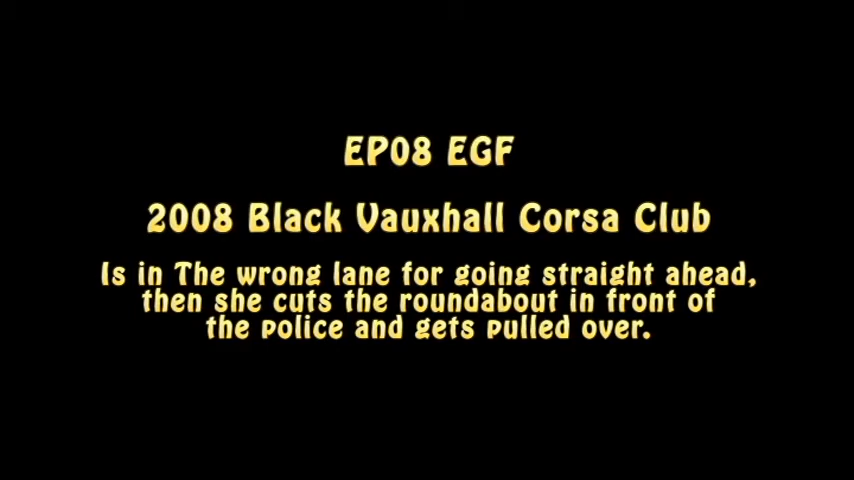 EP08 EGF
2008 Black Vauxhall Corsa Club
Is in The wrong lane for going straight ahead,
then she cuts the roundabout in front of
the police and gets pulled over.